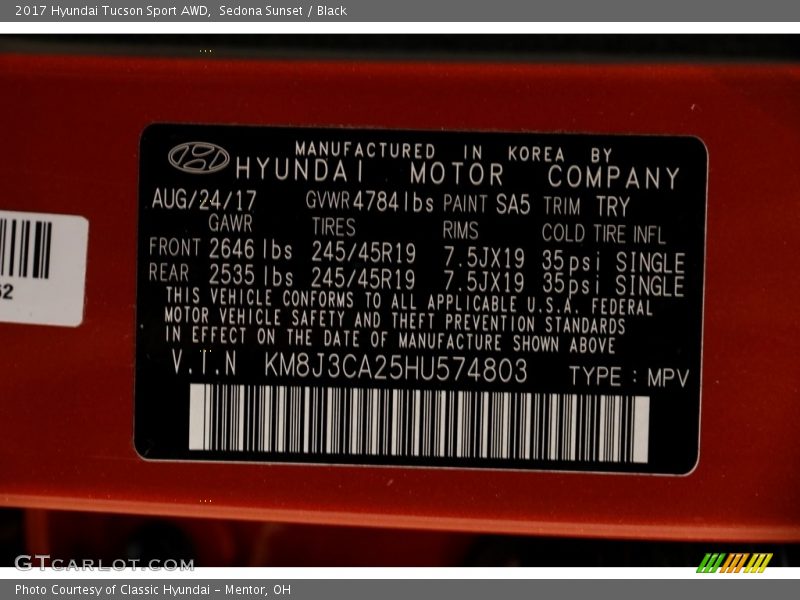 2017 Hyundai Tucson Sport AWD,  Sedona Sunset / Black
MANUFACTURED IN KOREA BY
HYUNDAI MOTOR COMPANY
AUG/24/17 GVWR 4784lbs PAINT SA5 TRIM TRY
GAWR TIRES RIMS COLD TIRE INFL
FRONT 2646 lbs 245/45R19 7.5JX19 35psi SINGLE
REAR 2535 lbs 245/45R19 7.5JX19 35psi SINGLE
THIS VEHICLE CONFORMS TO ALL APPLICABLE U.S.A. FEDERAL
MOTOR VEHICLE SAFETY AND THEFT PREVENTION STANDARDS
IN EFFECT ON THE DATE OF MANUFACTURE SHOWN ABOVE
V.I.N KM8J3CA25HU574803 TYPE : MPV
62
GTCARLOT.COM
Photo Courtesy of Classic Hyundai - Mentor, OH